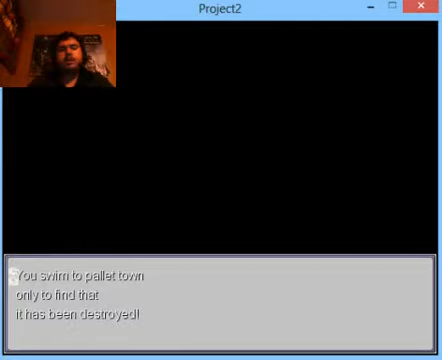 Project2
You swim to pallet town
only to find that
it has been destroyed!